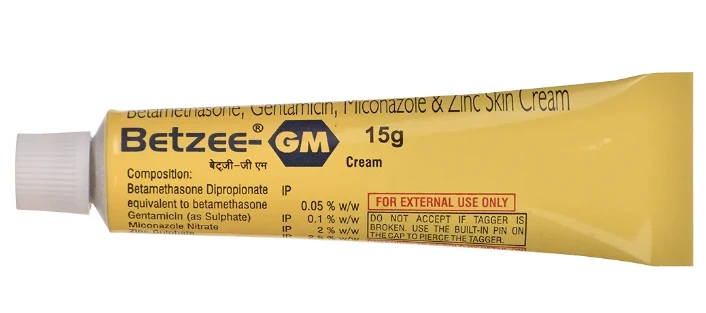 Betamethasone, Gentamicin, Miconazole & Zinc Skin Cream
Betzee-® GM 15g
बेट्जी-जी एम
Cream
Composition:
Betamethasone Dipropionate IP
equivalent to betamethasone 0.05 % w/w
Gentamicin (as Sulphate) IP 0.1 % w/w
Miconazole Nitrate IP 2 % w/w
FOR EXTERNAL USE ONLY
DO NOT ACCEPT IF TAGGER IS
BROKEN. USE THE BUILT-IN PIN ON
THE CAP TO PIERCE THE TAGGER.